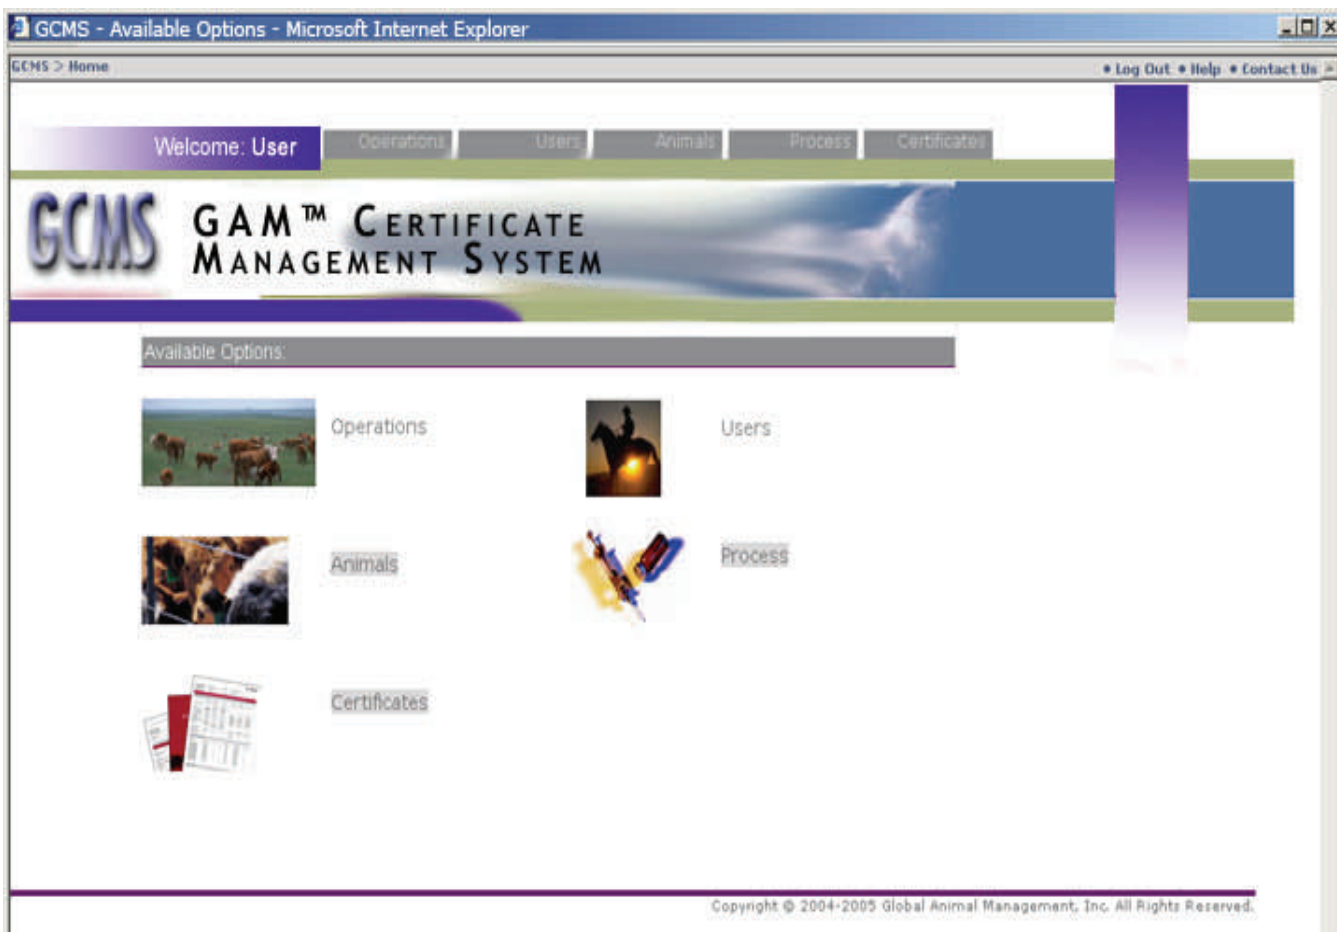 GCMS - Available Options - Microsoft Internet Explorer
GCMS > Home
• Log Out • Help • Contact Us
Welcome: User
Operations
Users
Animals
Process
Certificates
GCMS
GAM™ CERTIFICATE
MANAGEMENT SYSTEM
Available Options:
Operations
Users
Animals
Process
Certificates
Copyright © 2004-2005 Global Animal Management, Inc. All Rights Reserved.